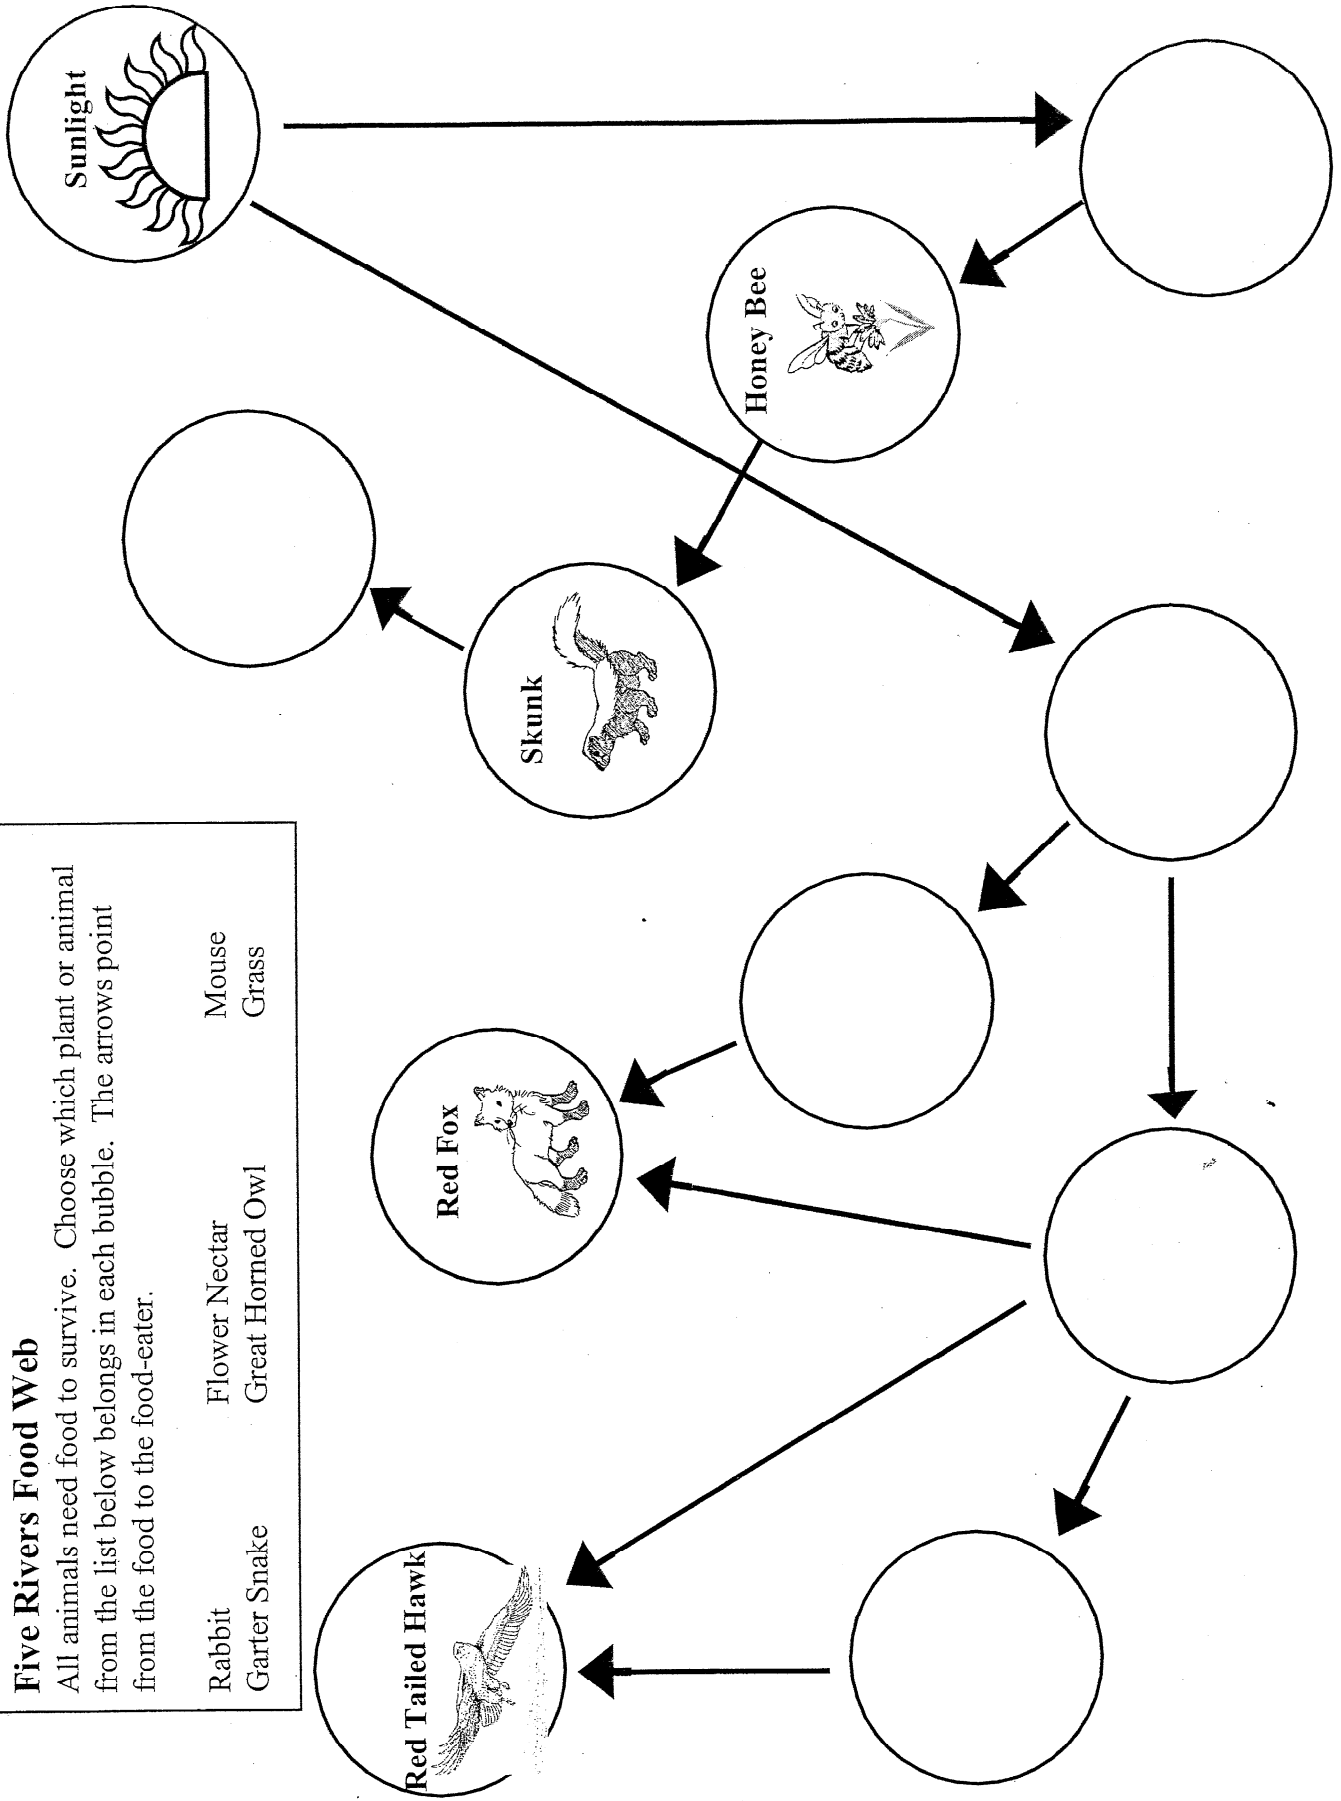 Five Rivers Food Web
All animals need food to survive. Choose which plant or animal
from the list below belongs in each bubble. The arrows point
from the food to the food-eater.
Rabbit Flower Nectar Mouse
Garter Snake Great Horned Owl Grass
Red Tailed Hawk
Red Fox
Skunk
Honey Bee
Sunlight